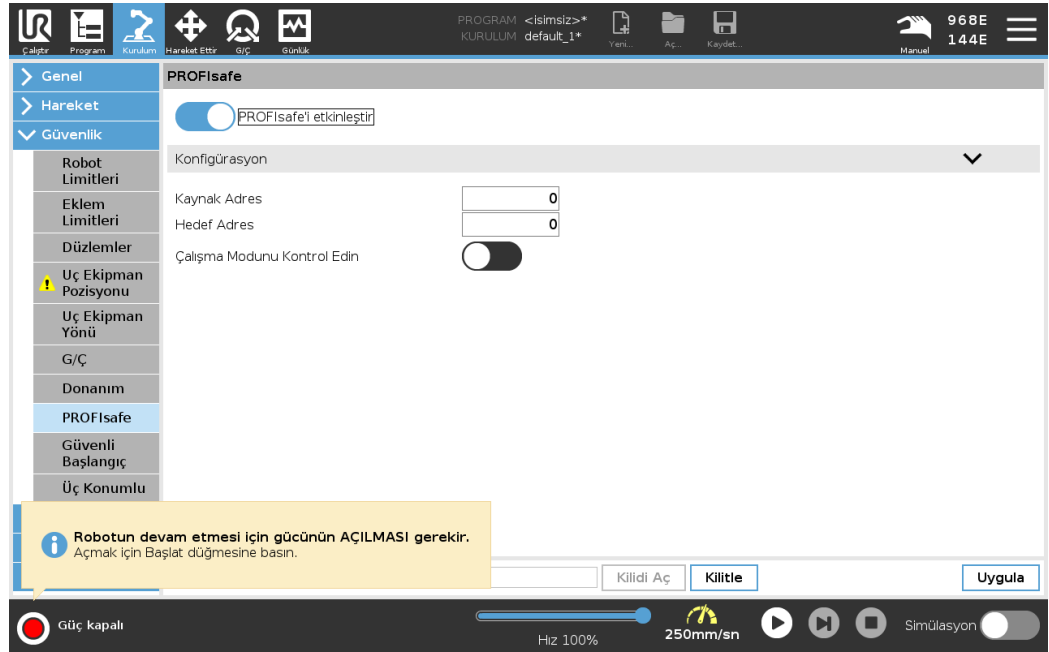 PROGRAM <isimsiz>*
KURULUM default_1*
Çalıştır
Program
Kurulum
Hareket Ettir
G/Ç
Günlük
Yeni...
Aç...
Kaydet...
Manuel
968E
144E
Genel
Hareket
Güvenlik
Robot
Limitleri
Eklem
Limitleri
Düzlemler
Uç Ekipman
Pozisyonu
Uç Ekipman
Yönü
G/Ç
Donanım
PROFIsafe
Güvenli
Başlangıç
Üç Konumlu
PROFIsafe
PROFIsafe'i etkinleştir
Konfigürasyon
Kaynak Adres 0
Hedef Adres 0
Çalışma Modunu Kontrol Edin
Robotun devam etmesi için gücünün AÇILMASI gerekir.
Açmak için Başlat düğmesine basın.
Kilidi Aç
Kilitle
Uygula
Güç kapalı
Hız 100%
250mm/sn
Simülasyon